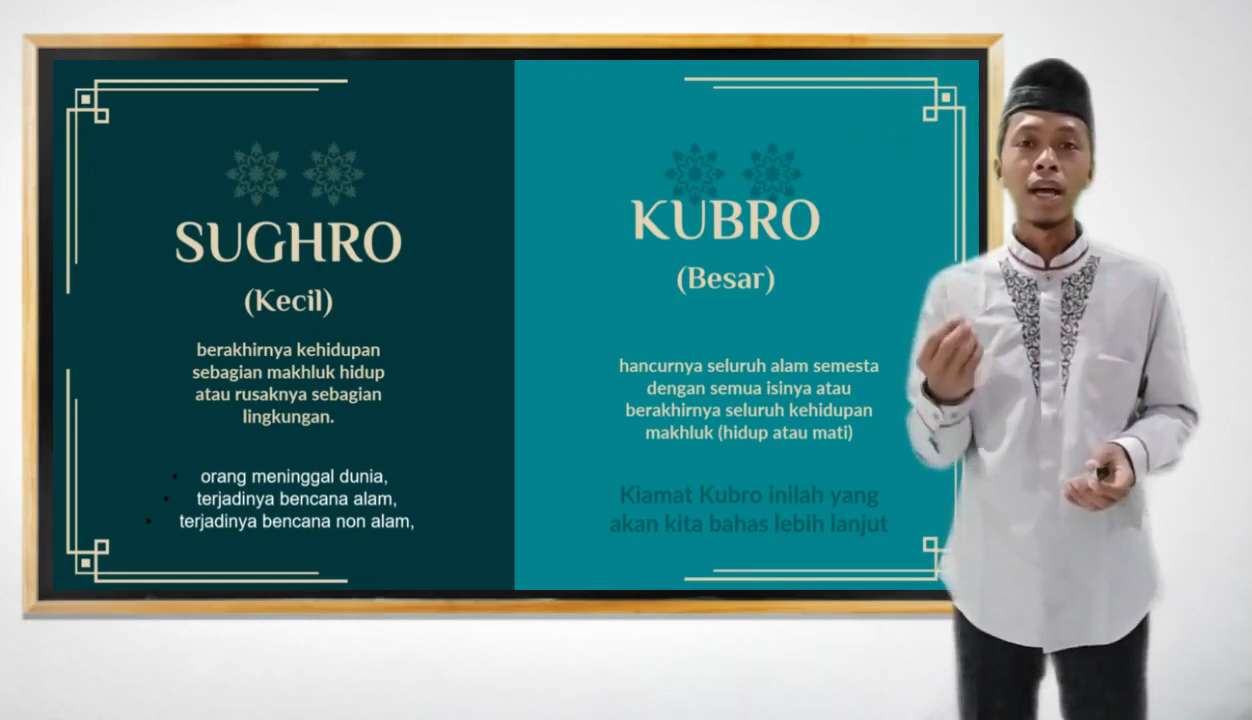 SUGHRO
(Kecil)
berakhirnya kehidupan
sebagian makhluk hidup
atau rusaknya sebagian
lingkungan.
orang meninggal dunia,
terjadinya bencana alam,
terjadinya bencana non alam,
KUBRO
(Besar)
hancurnya seluruh alam semesta
dengan semua isinya atau
berakhirnya seluruh kehidupan
makhluk (hidup atau mati)
Kiamat Kubro inilah yang
akan kita bahas lebih lanjut